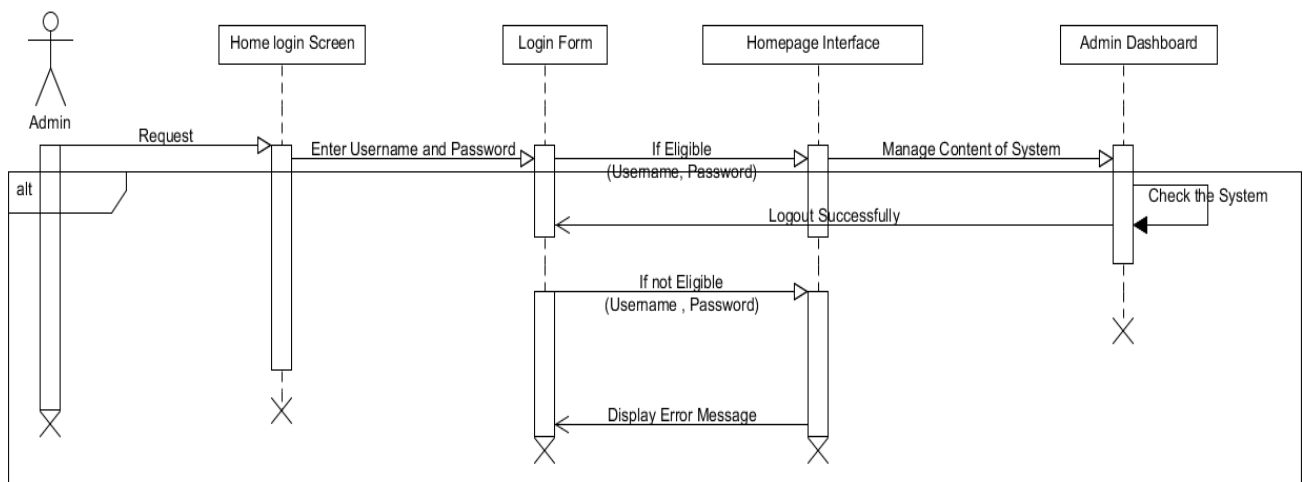 Home login Screen
Login Form
Homepage Interface
Admin Dashboard
Admin
Request
Enter Username and Password
If Eligible
(Username, Password)
Manage Content of System
alt
Check the System
Logout Successfully
If not Eligible
(Username , Password)
Display Error Message